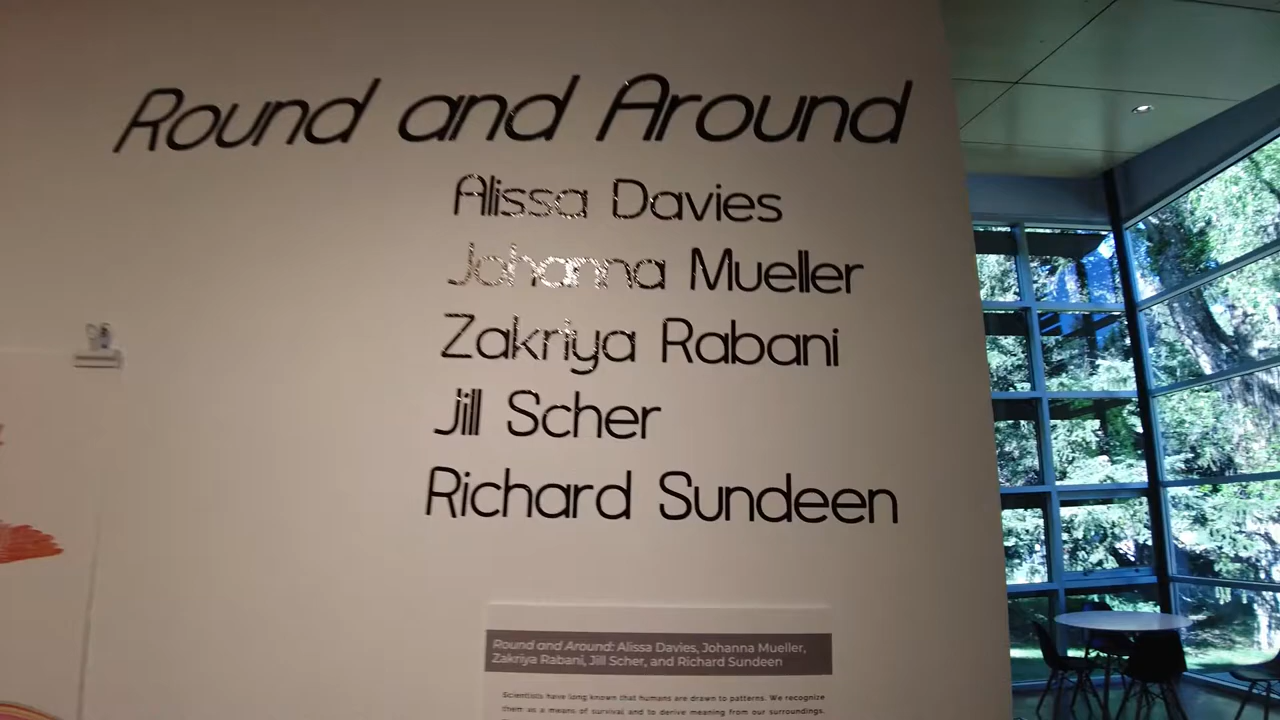 Round and Around
Alissa Davies
Johanna Mueller
Zakriya Rabani
Jill Scher
Richard Sundeen
Round and Around: Alissa Davies, Johanna Mueller,
Zakriya Rabani, Jill Scher, and Richard Sundeen
Scientists have long known that humans are drawn to patterns. We recognize
them as a means of survival and to derive meaning from our surroundings.